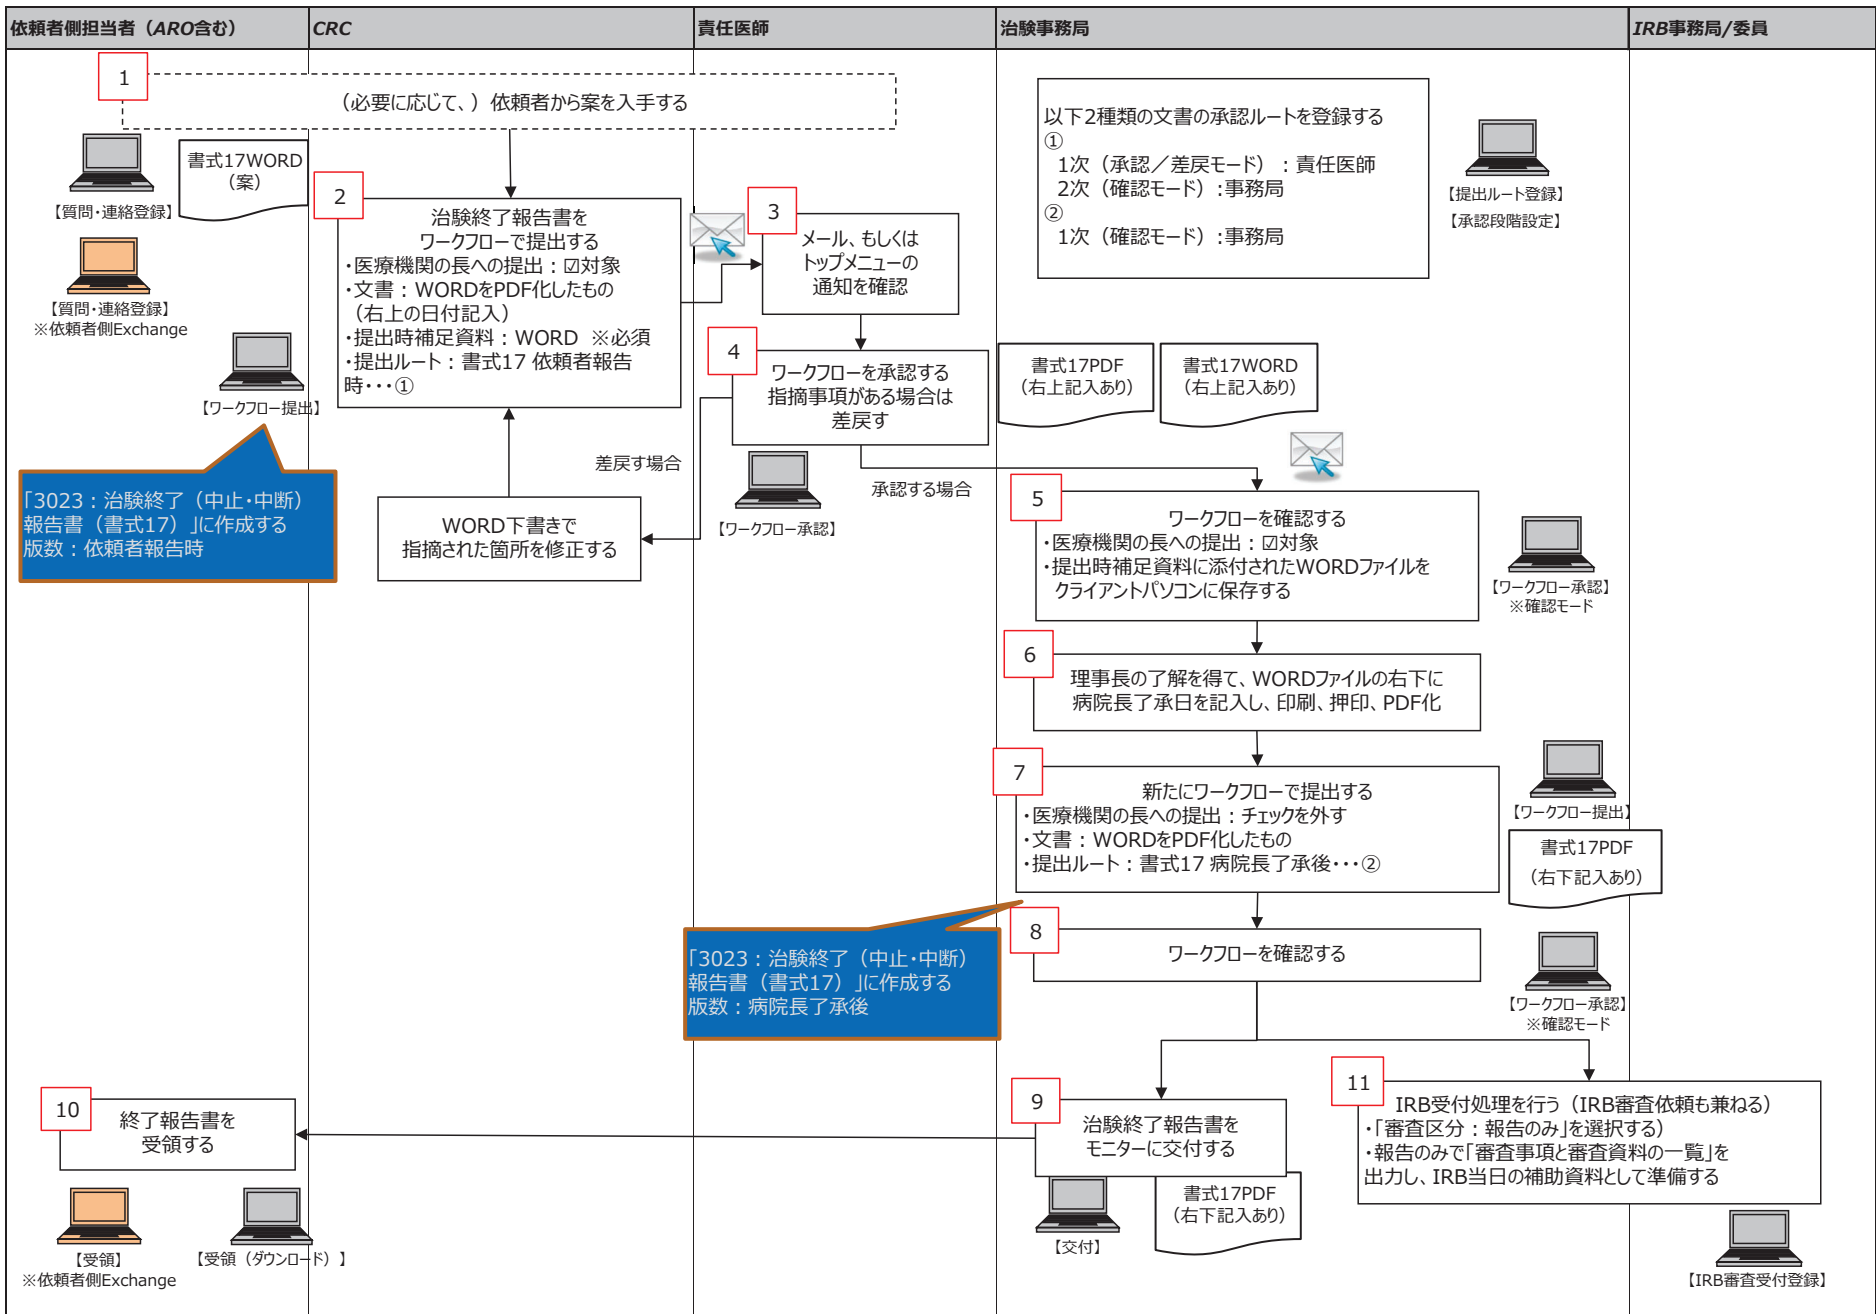 依頼者側担当者（ARO含む）
CRC
責任医師
治験事務局
IRB事務局/委員
1
（必要に応じて、）依頼者から案を入手する
【質問・連絡登録】
書式17WORD
（案）
【質問・連絡登録】
※依頼者側Exchange
【ワークフロー提出】
「3023：治験終了（中止・中断）
報告書（書式17）」に作成する
版数：依頼者報告時
2
治験終了報告書を
ワークフローで提出する
・医療機関の長への提出：☑対象
・文書：WORDをPDF化したもの
（右上の日付記入）
・提出時補足資料：WORD ※必須
・提出ルート：書式17 依頼者報告
時・・・①
差戻す場合
WORD下書きで
指摘された箇所を修正する
3
メール、もしくは
トップメニューの
通知を確認
4
ワークフローを承認する
指摘事項がある場合は
差戻す
【ワークフロー承認】
承認する場合
以下2種類の文書の承認ルートを登録する
①
1次（承認／差戻モード）：責任医師
2次（確認モード）：事務局
②
1次（確認モード）：事務局
【提出ルート登録】
【承認段階設定】
書式17PDF
（右上記入あり）
書式17WORD
（右上記入あり）
5
ワークフローを確認する
・医療機関の長への提出：☑対象
・提出時補足資料に添付されたWORDファイルを
クライアントパソコンに保存する
【ワークフロー承認】
※確認モード
6
理事長の了解を得て、WORDファイルの右下に
病院長了承日を記入し、印刷、押印、PDF化
7
新たにワークフローで提出する
・医療機関の長への提出：チェックを外す
・文書：WORDをPDF化したもの
・提出ルート：書式17 病院長了承後・・・②
【ワークフロー提出】
書式17PDF
（右下記入あり）
「3023：治験終了（中止・中断）
報告書（書式17）」に作成する
版数：病院長了承後
8
ワークフローを確認する
【ワークフロー承認】
※確認モード
9
治験終了報告書を
モニターに交付する
【交付】
書式17PDF
（右下記入あり）
10
終了報告書を
受領する
【受領】
※依頼者側Exchange
【受領（ダウンロード）】
11
IRB受付処理を行う（IRB審査依頼も兼ねる）
・「審査区分：報告のみ」を選択する）
・報告のみで「審査事項と審査資料の一覧」を
出力し、IRB当日の補助資料として準備する
【IRB審査受付登録】